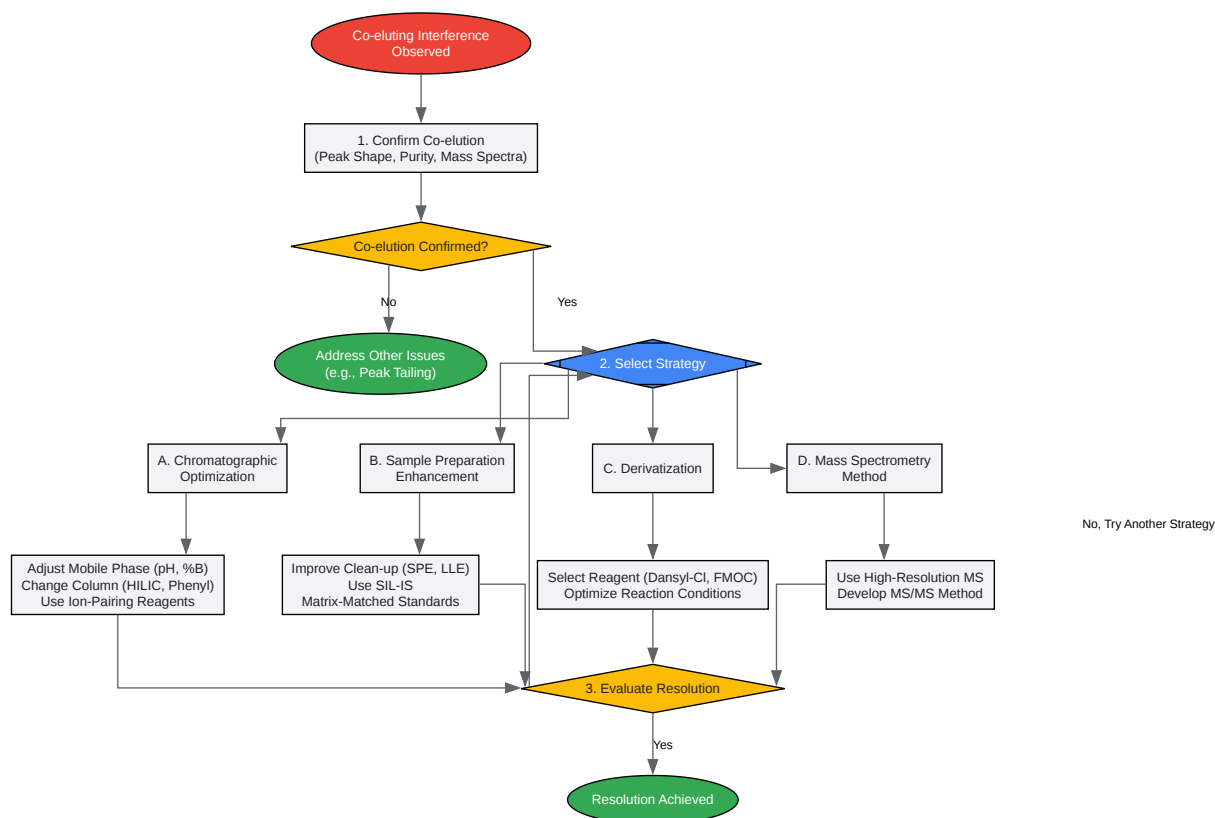 Co-eluting Interference
Observed
1. Confirm Co-elution
(Peak Shape, Purity, Mass Spectra)
Co-elution Confirmed?
No
Yes
Address Other Issues
(e.g., Peak Tailing)
2. Select Strategy
A. Chromatographic
Optimization
B. Sample Preparation
Enhancement
C. Derivatization
D. Mass Spectrometry
Method
No, Try Another Strategy
Adjust Mobile Phase (pH, %B)
Change Column (HILIC, Phenyl)
Use Ion-Pairing Reagents
Improve Clean-up (SPE, LLE)
Use SIL-IS
Matrix-Matched Standards
Select Reagent (Dansyl-Cl, FMOC)
Optimize Reaction Conditions
Use High-Resolution MS
Develop MS/MS Method
3. Evaluate Resolution
Yes
Resolution Achieved